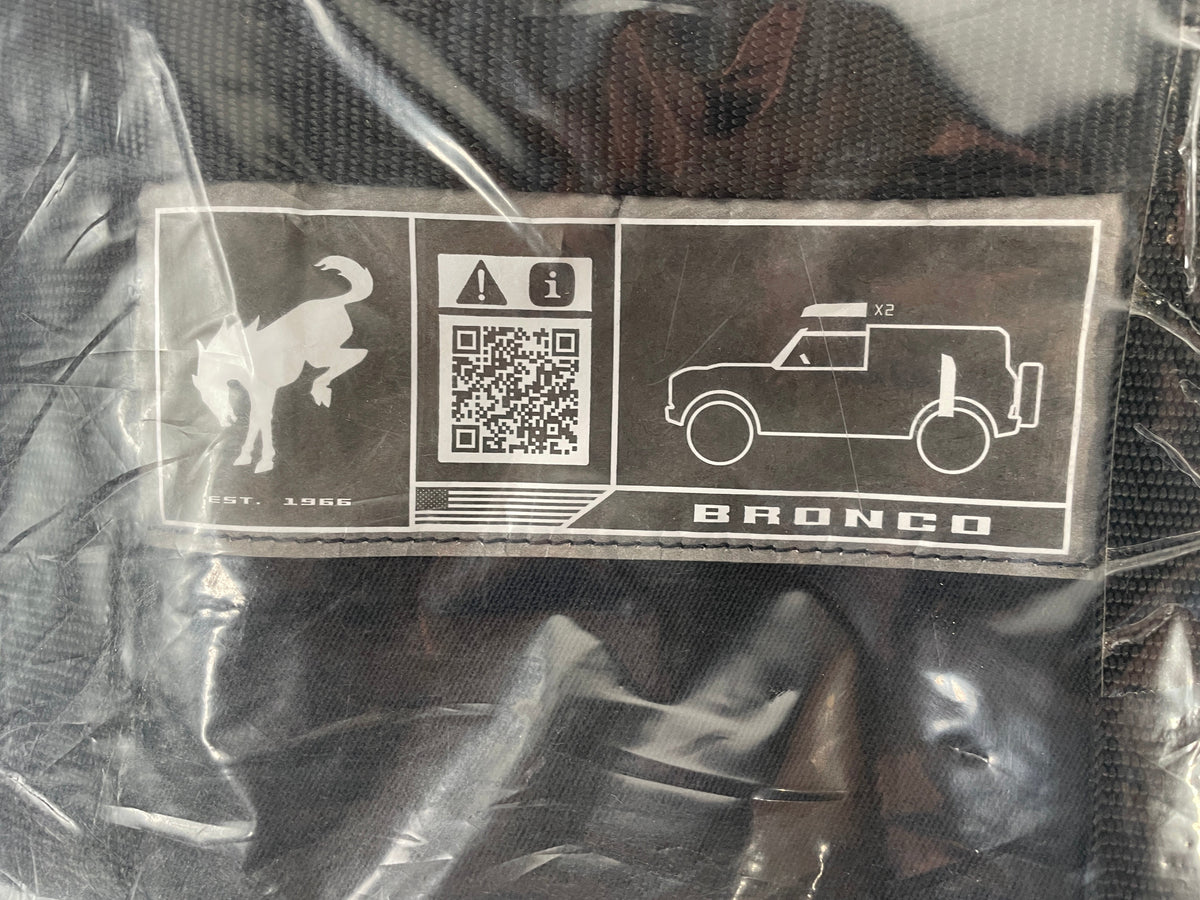 i
X2
EST. 1966
BRONCO